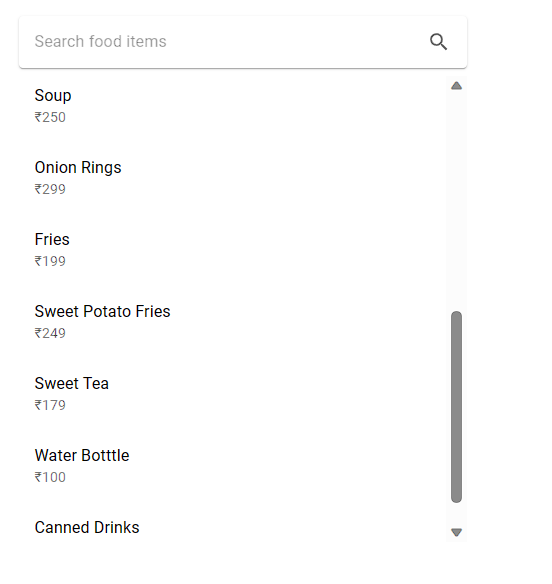 Search food items
Soup
₹250
Onion Rings
₹299
Fries
₹199
Sweet Potato Fries
₹249
Sweet Tea
₹179
Water Botttle
₹100
Canned Drinks